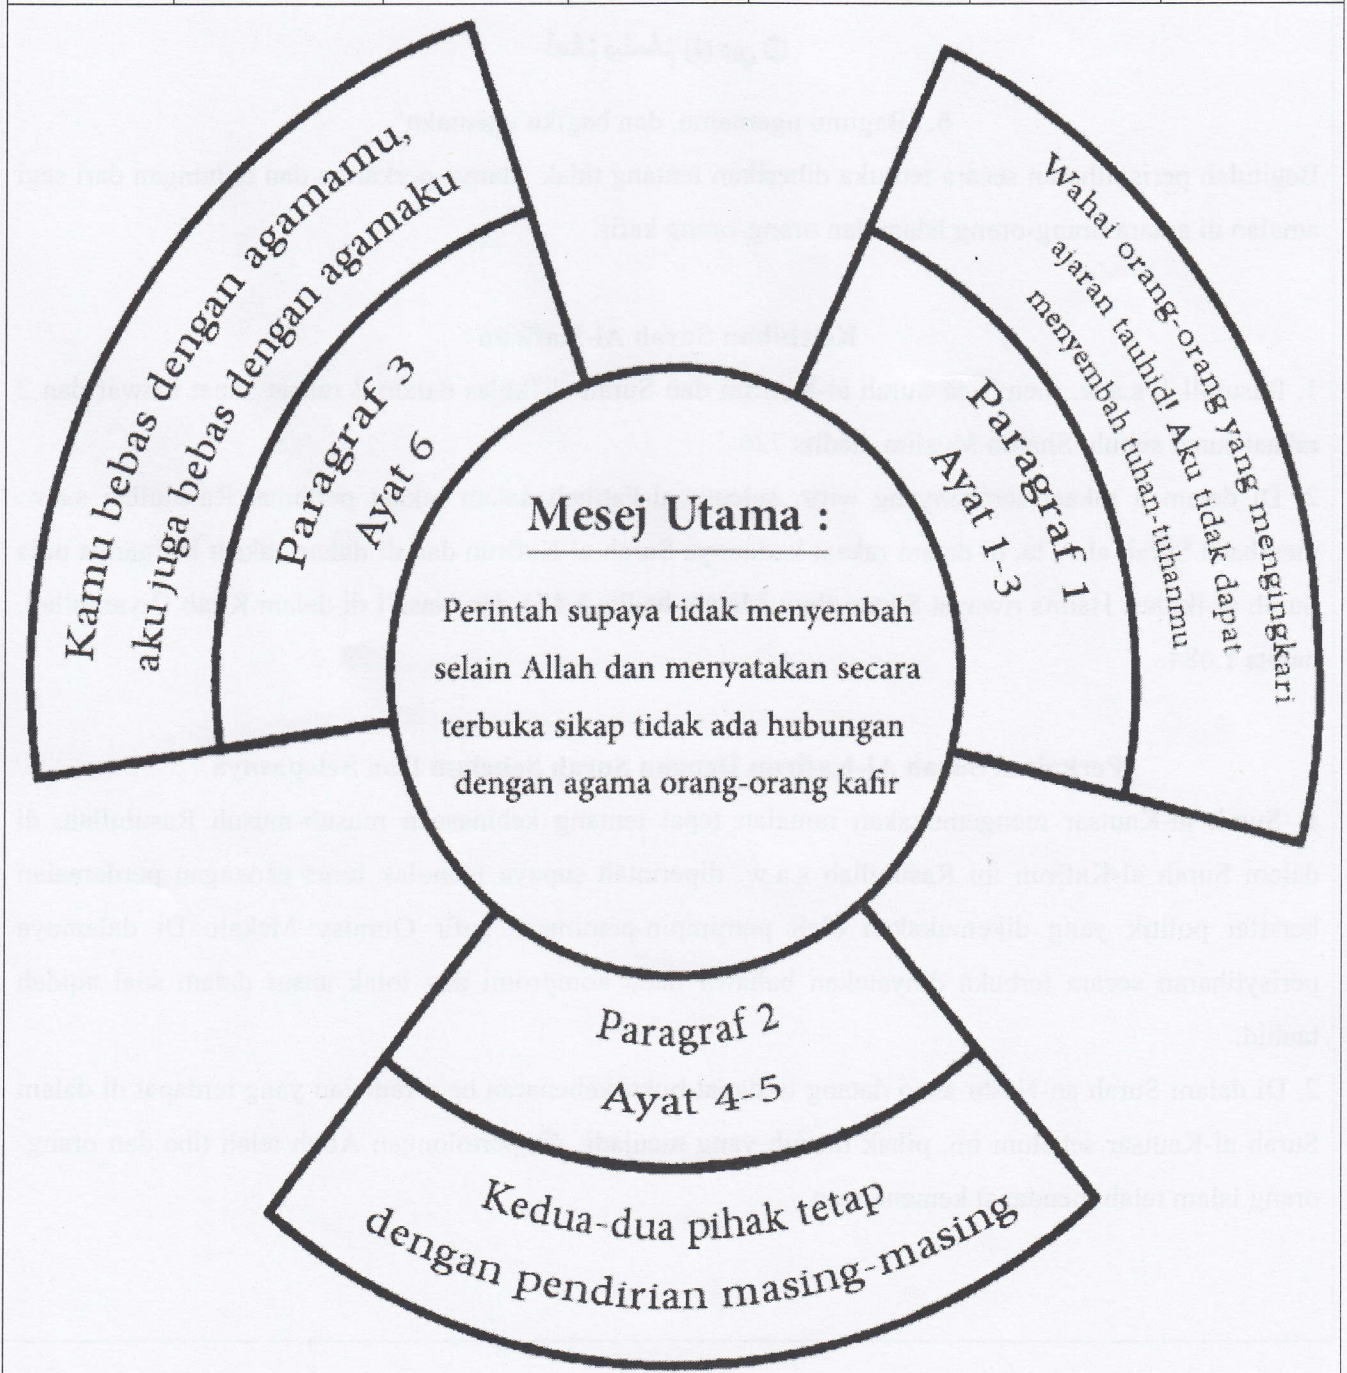 Mesej Utama :
Perintah supaya tidak menyembah
selain Allah dan menyatakan secara
terbuka sikap tidak ada hubungan
dengan agama orang-orang kafir
Paragraf 1
Ayat 1-3
Wahai orang-orang yang mengingkari
ajaran tauhid! Aku tidak dapat
menyembah tuhan-tuhanmu
Paragraf 2
Ayat 4-5
Kedua-dua pihak tetap
dengan pendirian masing-masing
Paragraf 3
Ayat 6
Kamu bebas dengan agamamu,
aku juga bebas dengan agamaku